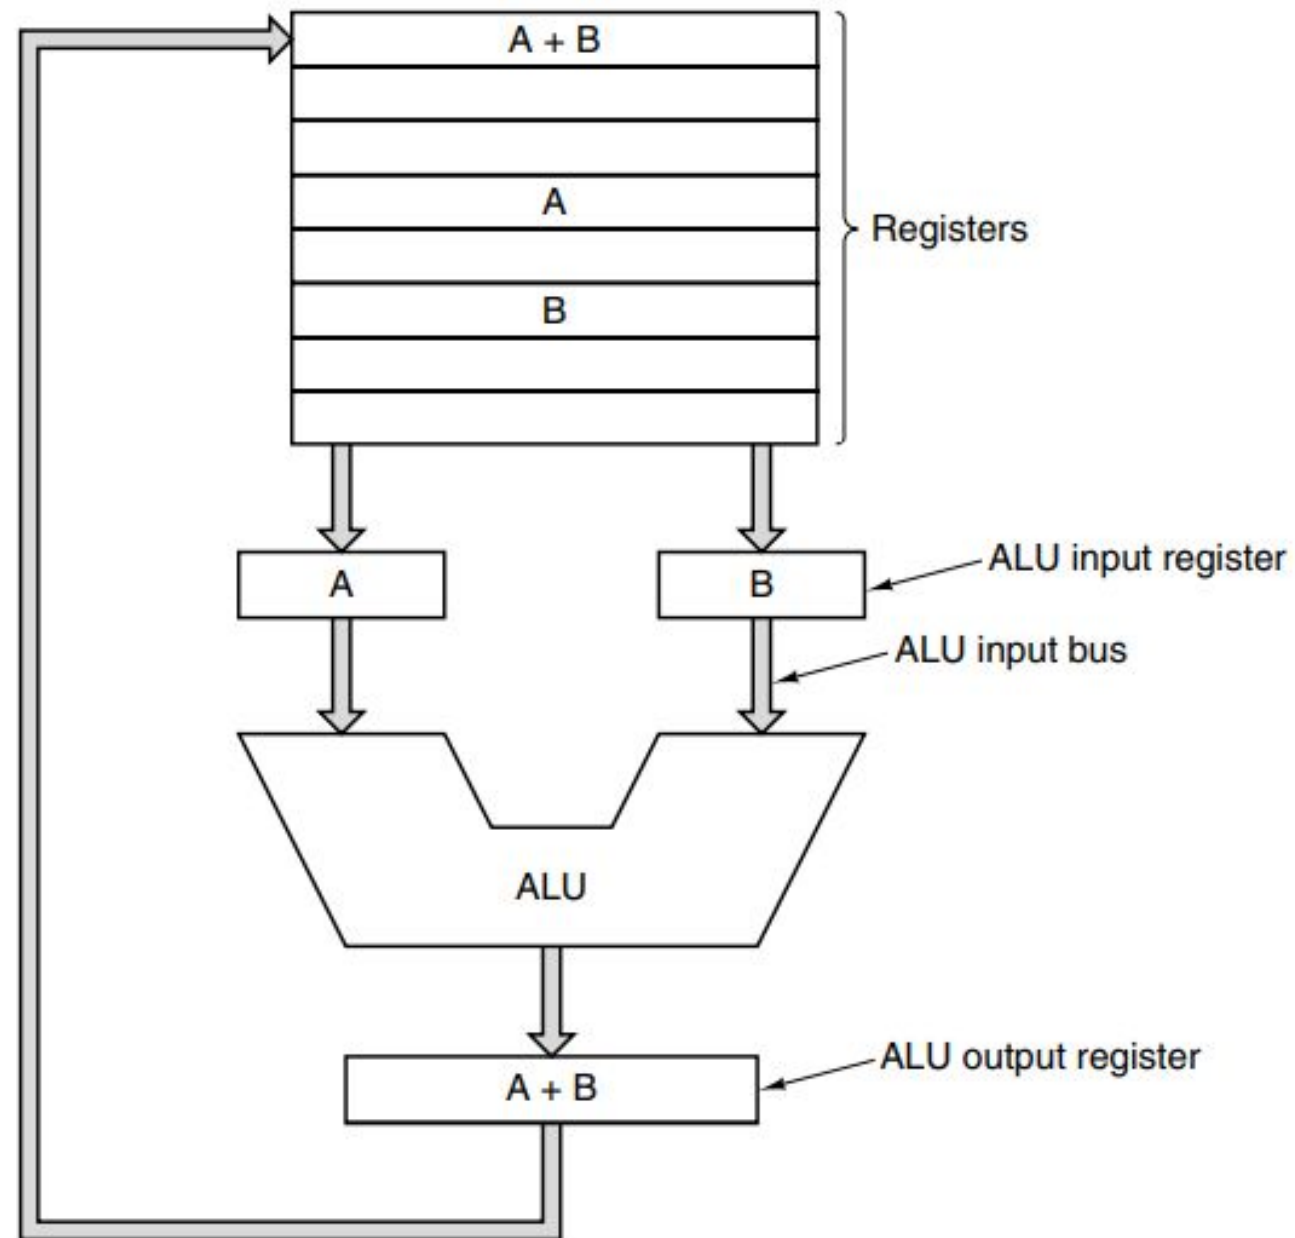 A + B
A
Registers
B
A
B
ALU input register
ALU input bus
ALU
A + B
ALU output register